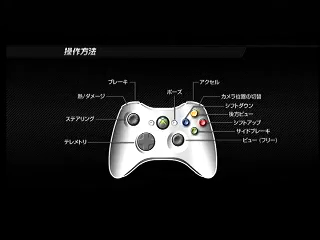 操作方法
ブレーキ
アクセル
熱/ダメージ
ポーズ
カメラ位置の切替
シフトダウン
後方ビュー
ステアリング
シフトアップ
サイドブレーキ
テレメトリ
ビュー (フリー)